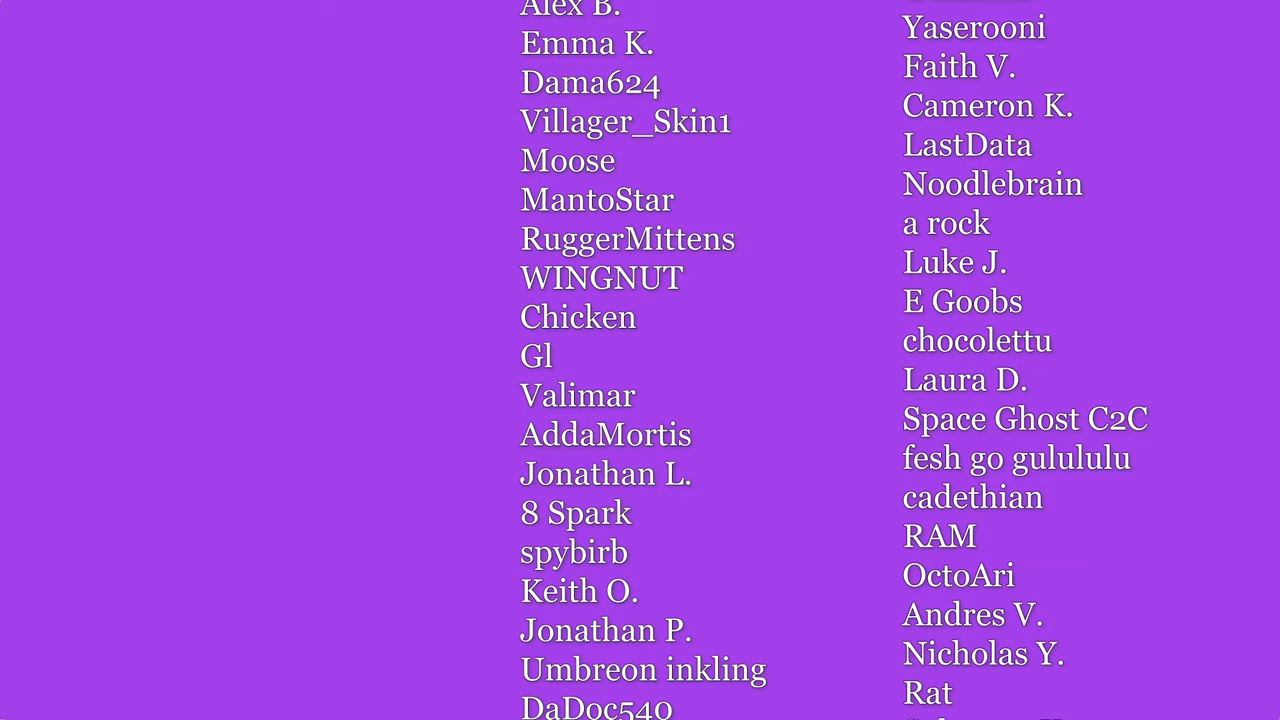 Alex B.
Emma K.
Dama624
Villager_Skin1
Moose
MantoStar
RuggerMittens
WINGNUT
Chicken
Gl
Valimar
AddaMortis
Jonathan L.
8 Spark
spybirb
Keith O.
Jonathan P.
Umbreon inkling
DaDoc540
Yaserooni
Faith V.
Cameron K.
LastData
Noodlebrain
a rock
Luke J.
E Goobs
chocolettu
Laura D.
Space Ghost C2C
fesh go gulululu
cadethian
RAM
OctoAri
Andres V.
Nicholas Y.
Rat